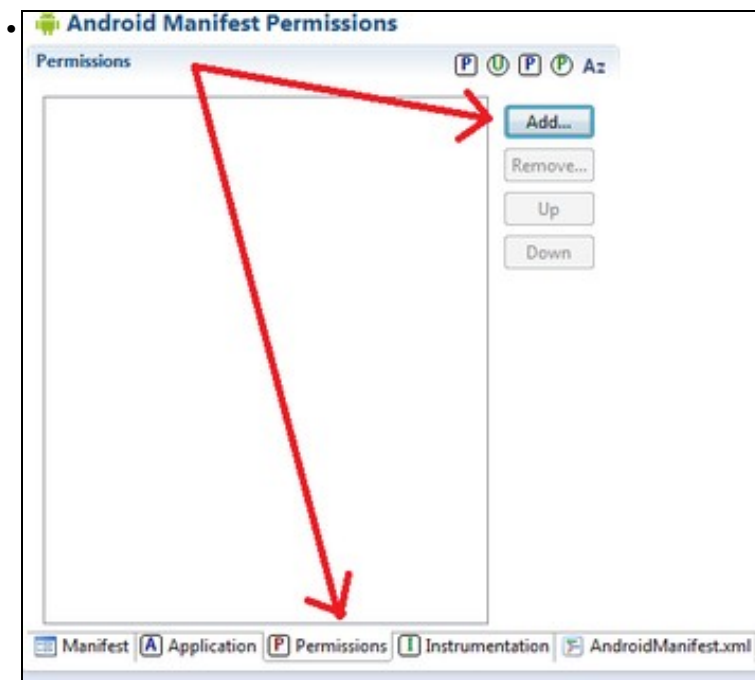 Android Manifest Permissions
Permissions P U P P Az
Add...
Remove...
Up
Down
Manifest A Application P Permissions I Instrumentation AndroidManifest.xml